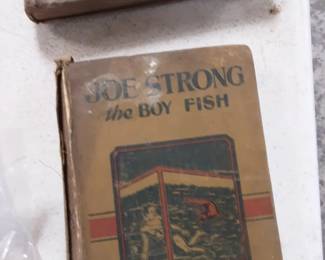 JOE STRONG
the BOY FISH